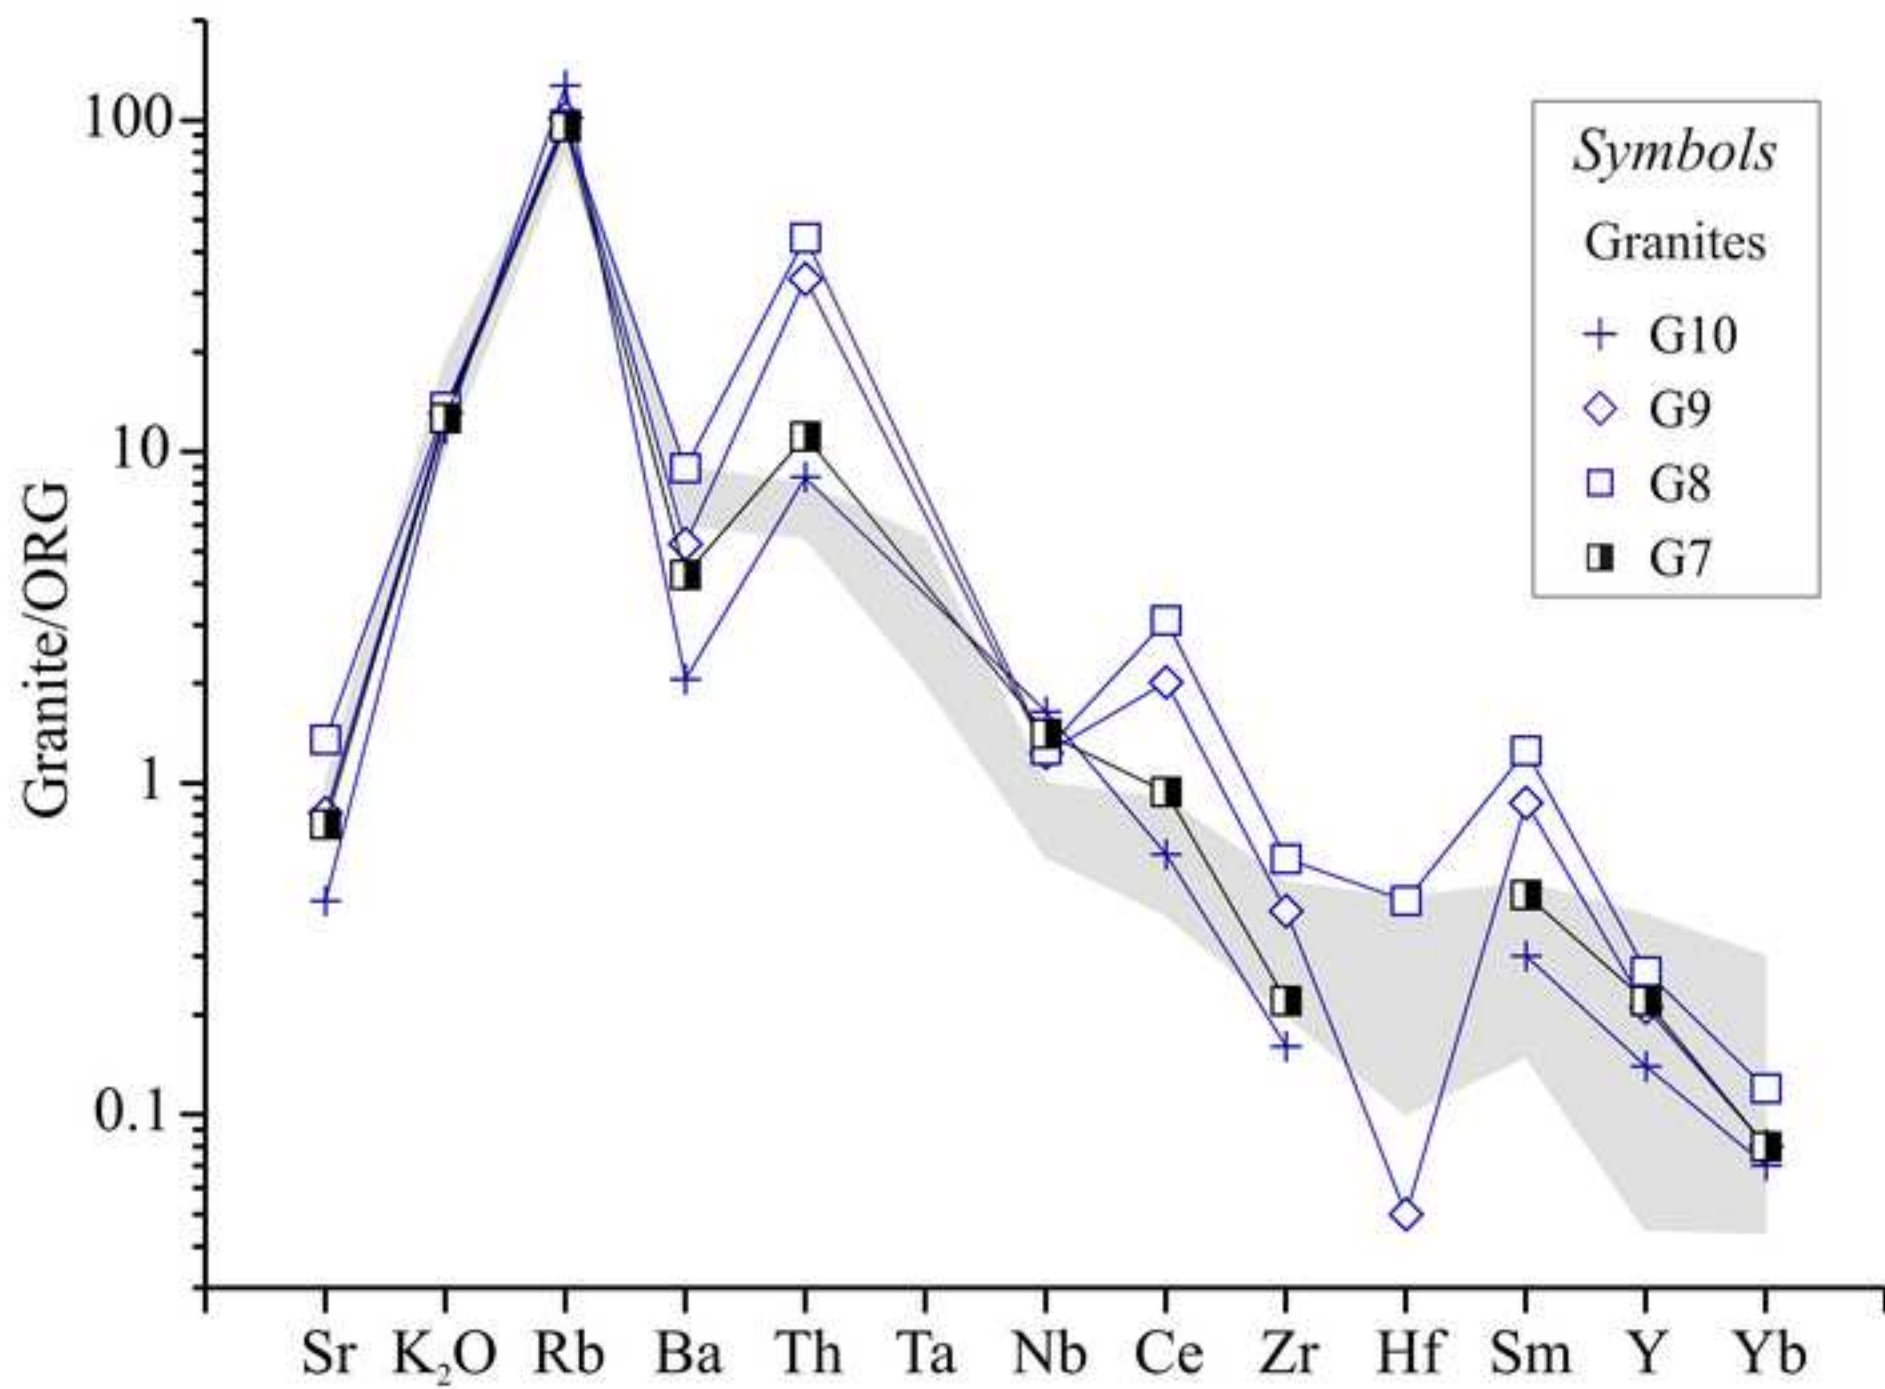 100
10
1
0.1
Granite/ORG
Symbols
Granites
G10
G9
G8
G7
Sr K₂O Rb Ba Th Ta Nb Ce Zr Hf Sm Y Yb